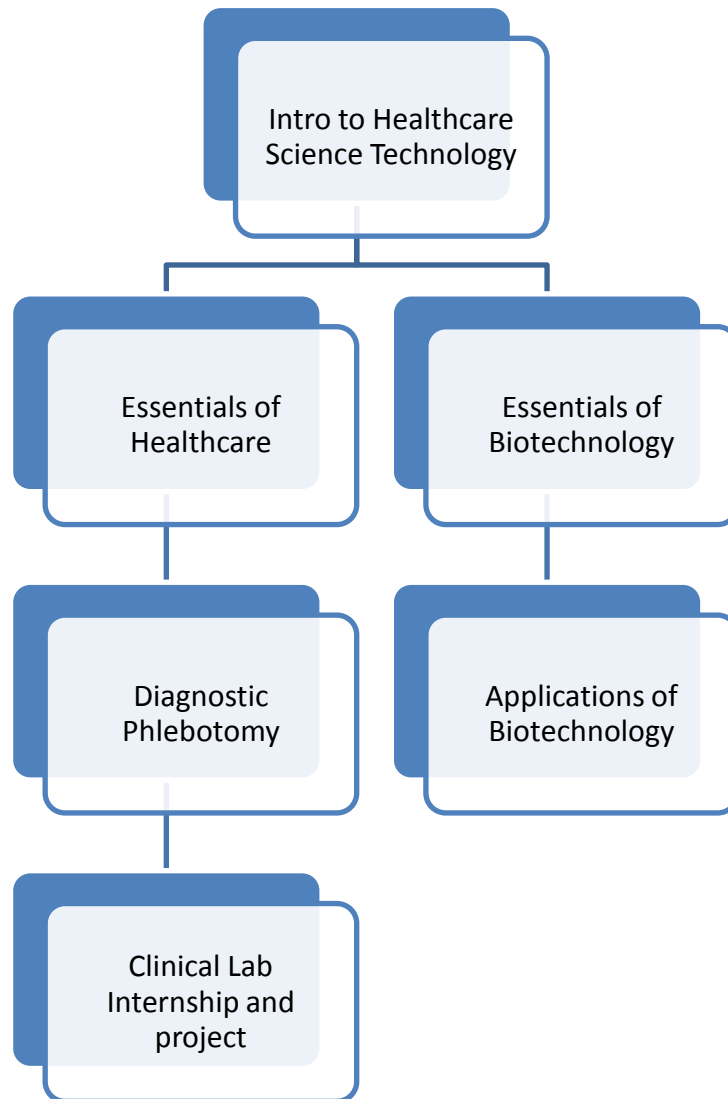 Intro to Healthcare
Science Technology
Essentials of
Healthcare
Essentials of
Biotechnology
Diagnostic
Phlebotomy
Applications of
Biotechnology
Clinical Lab
Internship and
project